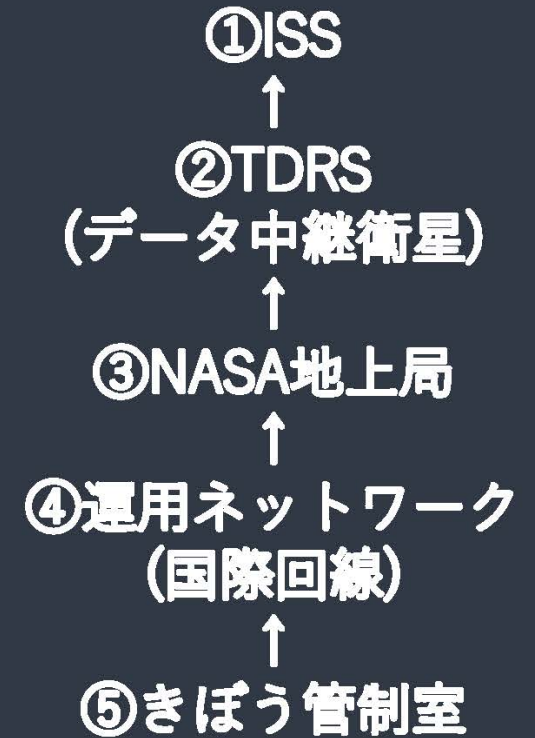 ①ISS
↑
②TDRS
(データ中継衛星)
↑
③NASA地上局
↑
④運用ネットワーク
(国際回線)
↑
⑤きぼう管制室